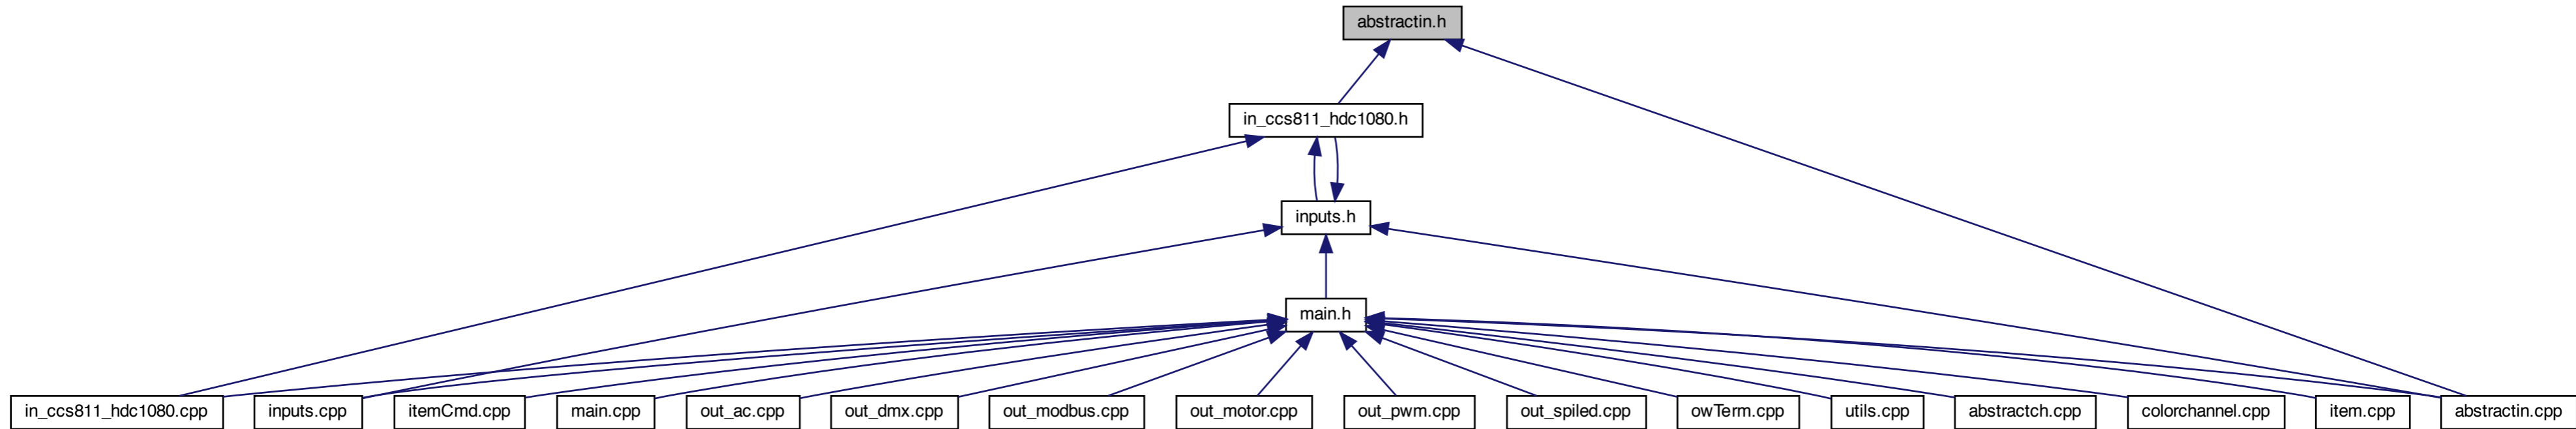 abstractin.h
in_ccs811_hdc1080.h
inputs.h
main.h
in_ccs811_hdc1080.cpp
inputs.cpp
itemCmd.cpp
main.cpp
out_ac.cpp
out_dmx.cpp
out_modbus.cpp
out_motor.cpp
out_pwm.cpp
out_spiled.cpp
owTerm.cpp
utils.cpp
abstractch.cpp
colorchannel.cpp
item.cpp
abstractin.cpp